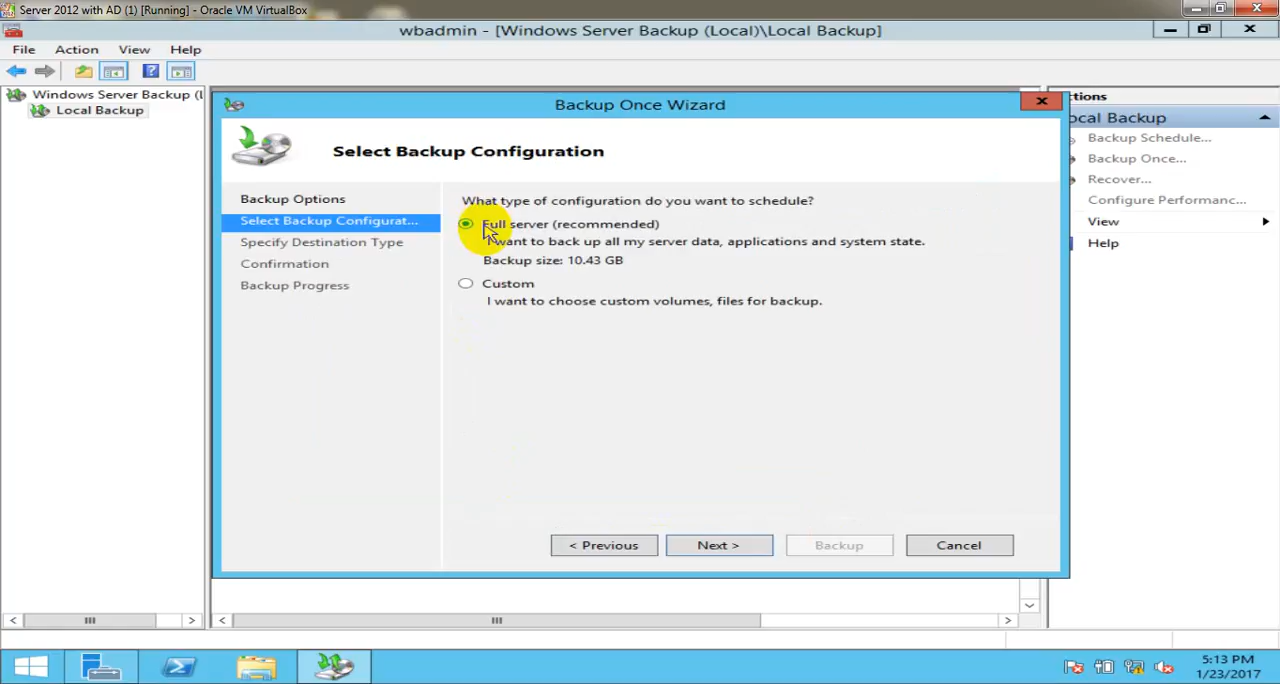 Server 2012 with AD (1) [Running] - Oracle VM VirtualBox
wbadmin - [Windows Server Backup (Local)\Local Backup]
File Action View Help
Windows Server Backup (L
Local Backup
Backup Once Wizard
Select Backup Configuration
Backup Options
Select Backup Configurat...
Specify Destination Type
Confirmation
Backup Progress
What type of configuration do you want to schedule?
Full server (recommended)
I want to back up all my server data, applications and system state.
Backup size: 10.43 GB
Custom
I want to choose custom volumes, files for backup.
< Previous
Next >
Backup
Cancel
ctions
ocal Backup
Backup Schedule...
Backup Once...
Recover...
Configure Performance...
View
Help
5:13 PM
1/23/2017